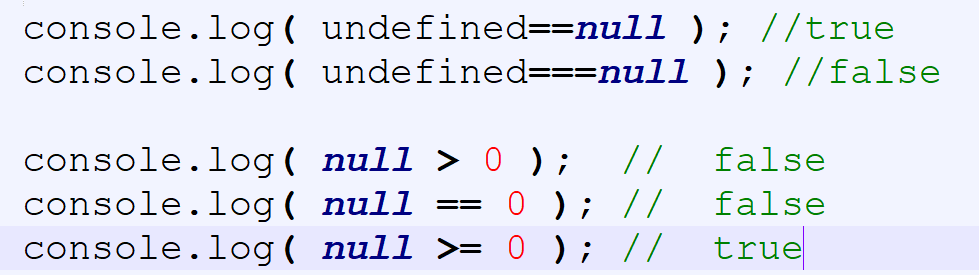 console.log( undefined==null ); //true
console.log( undefined===null ); //false
console.log( null > 0 );  //  false
console.log( null == 0 ); //  false
console.log( null >= 0 ); //  true